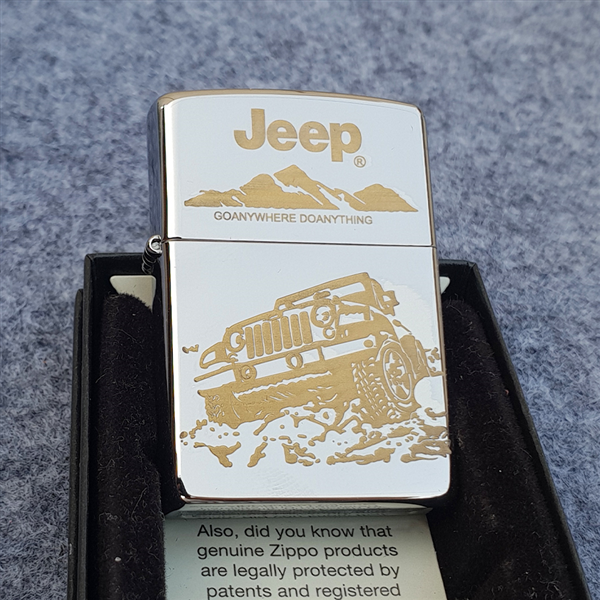 Jeep®
GOANYWHERE DOANYTHING
Also, did you know that
genuine Zippo products
are legally protected by
patents and registered